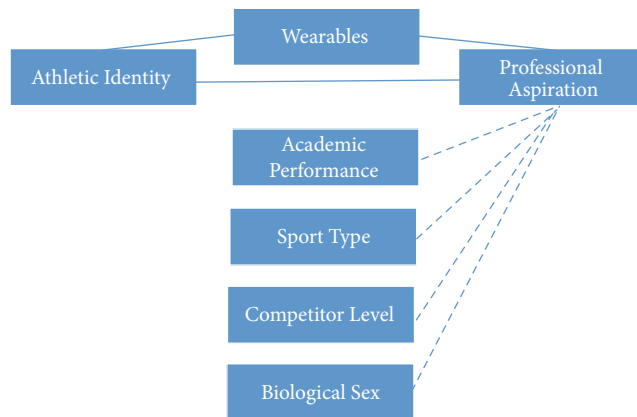 Wearables
Athletic Identity
Professional
Aspiration
Academic
Performance
Sport Type
Competitor Level
Biological Sex